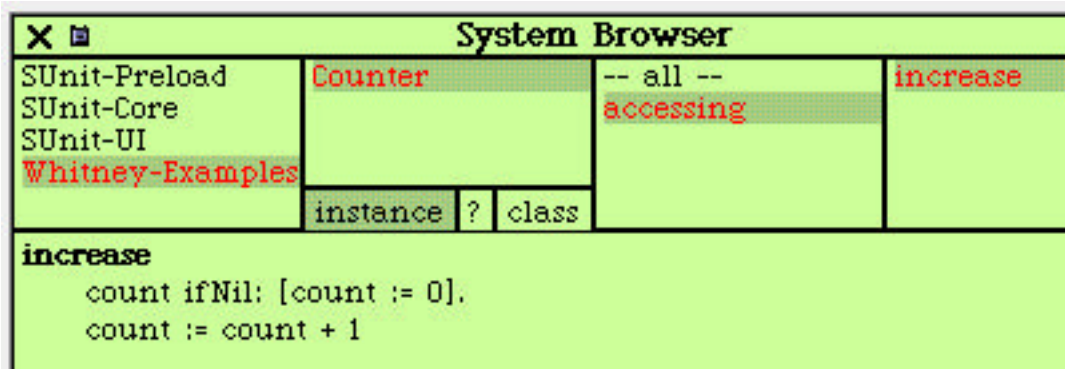 System Browser
SUnit-Preload
SUnit-Core
SUnit-UI
Whitney-Examples
Counter
instance ? class
-- all --
accessing
increase
increase
count ifNil: [count := 0].
count := count + 1